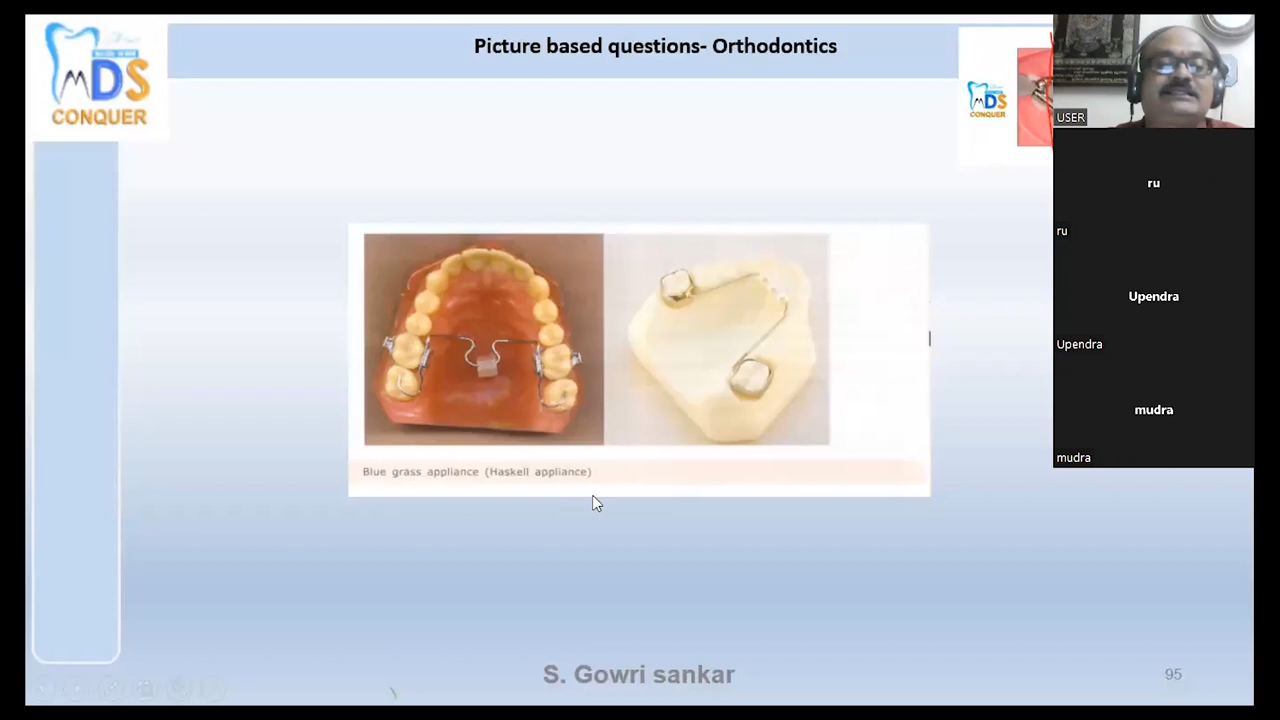 Picture based questions- Orthodontics
MDS
CONQUER
MDS
CONQUER
USER
ru
ru
Upendra
Upendra
mudra
mudra
Blue grass appliance (Haskell appliance)
S. Gowri sankar
95